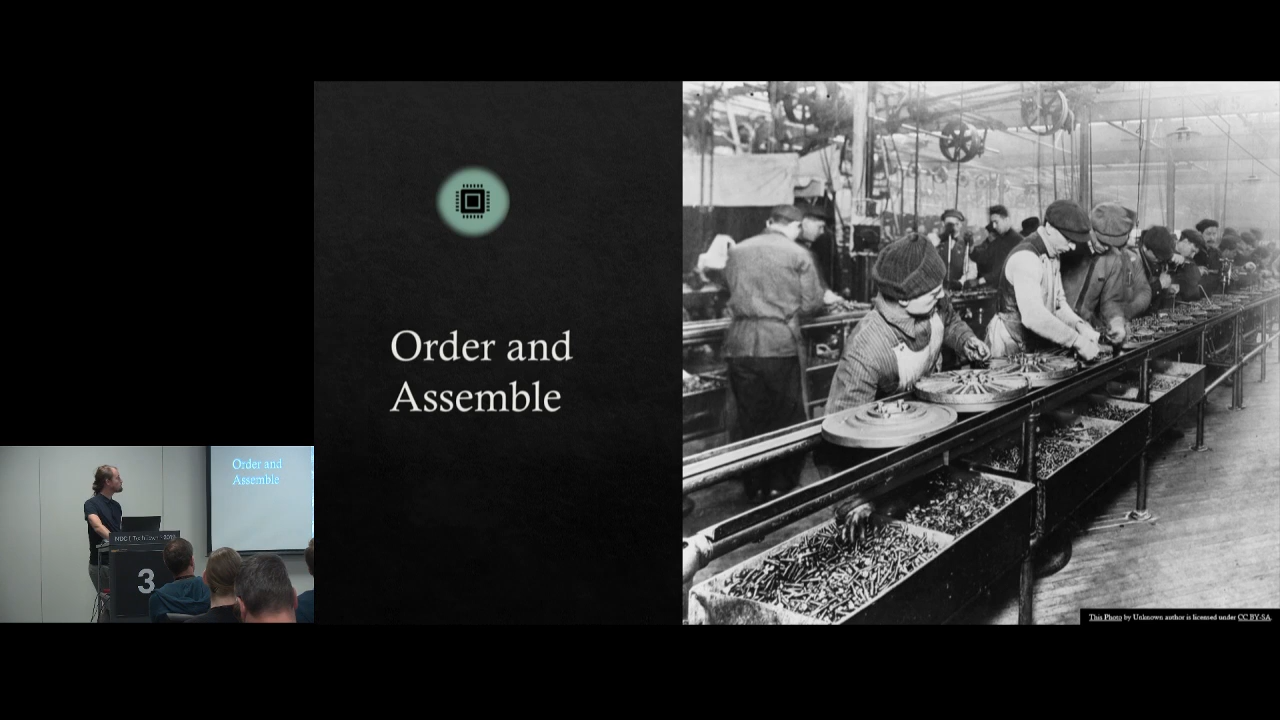 Order and
Assemble
This Photo by Unknown author is licensed under CC BY-SA.
Order and
Assemble
3